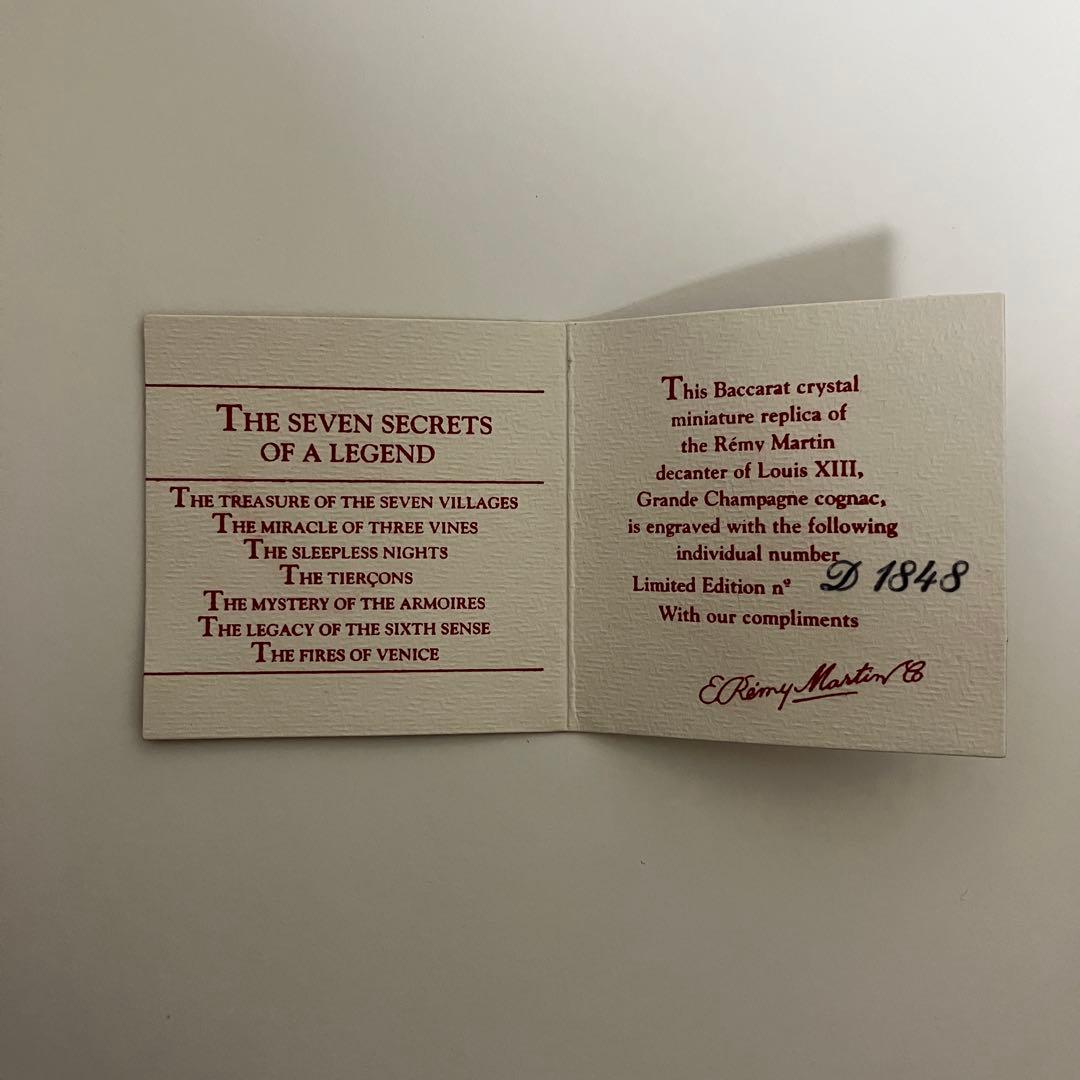 THE SEVEN SECRETS
OF A LEGEND
THE TREASURE OF THE SEVEN VILLAGES
THE MIRACLE OF THREE VINES
THE SLEEPLESS NIGHTS
THE TIERÇONS
THE MYSTERY OF THE ARMOIRES
THE LEGACY OF THE SIXTH SENSE
THE FIRES OF VENICE
This Baccarat crystal
miniature replica of
the Rémy Martin
decanter of Louis XIII,
Grande Champagne cognac,
is engraved with the following
individual number
Limited Edition nº D 1848
With our compliments
E Rémy Martin & Co